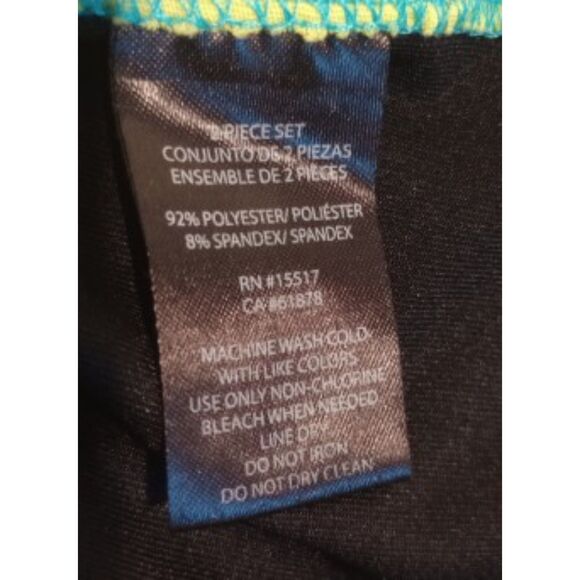 2 PIECE SET
CONJUNTO DE 2 PIEZAS
ENSEMBLE DE 2 PIÈCES
92% POLYESTER/ POLIÉSTER
8% SPANDEX/ SPANDEX
RN #15517
CA #61878
MACHINE WASH COLD
WITH LIKE COLORS
USE ONLY NON-CHLORINE
BLEACH WHEN NEEDED
LINE DRY
DO NOT IRON
DO NOT DRY CLEAN